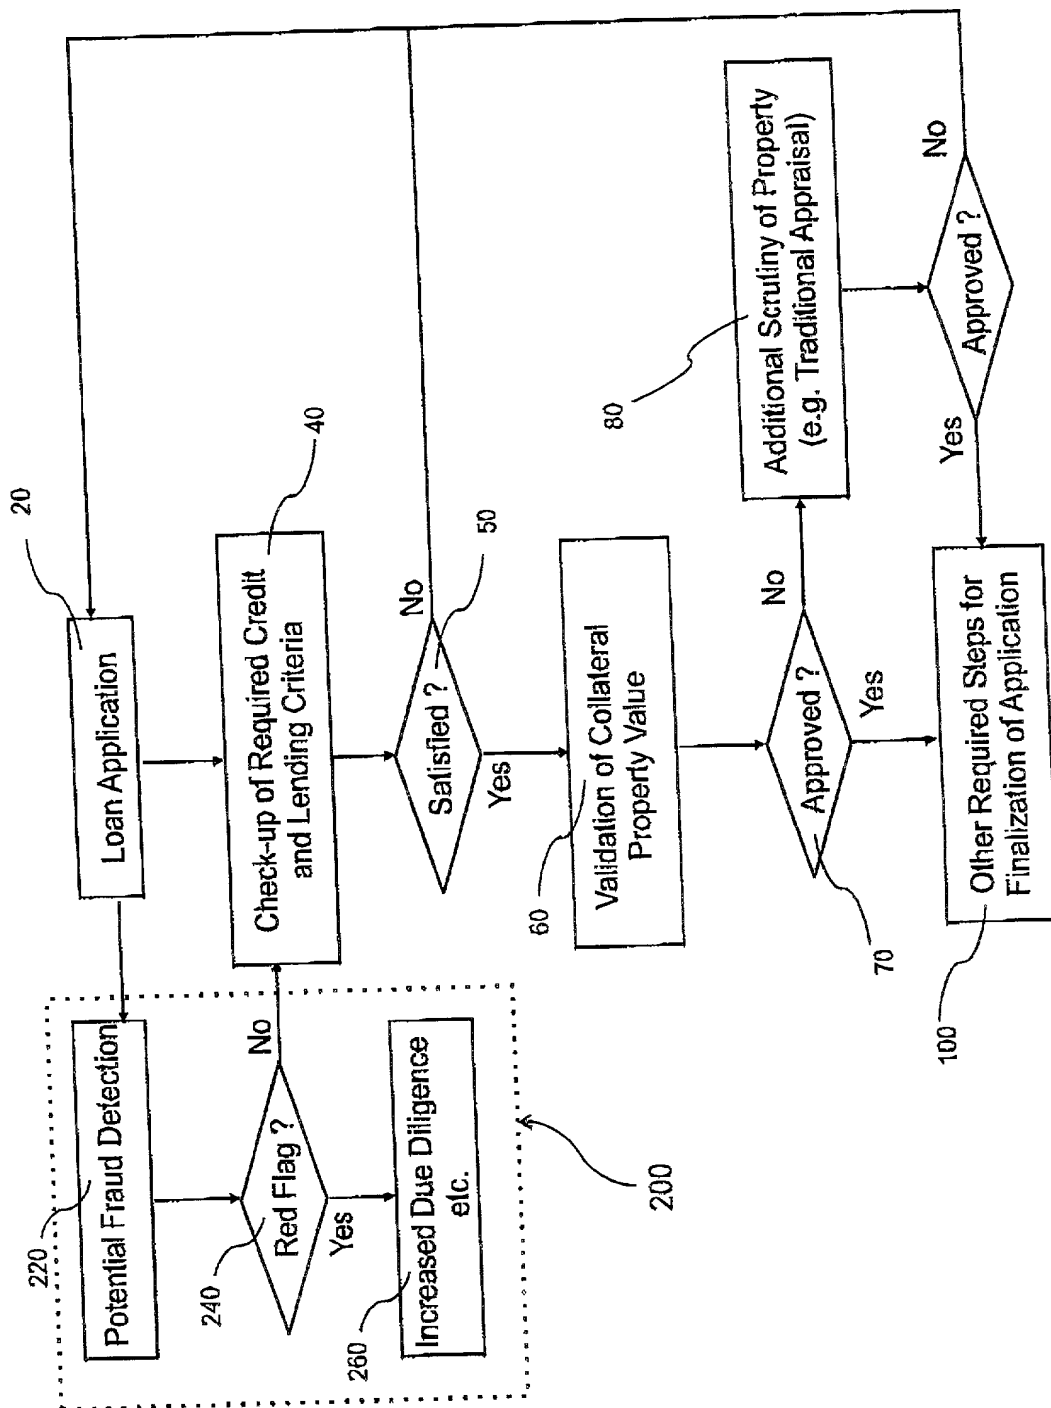 20
Loan Application
220
Potential Fraud Detection
40
Check-up of Required Credit
and Lending Criteria
240
Red Flag ?
No
Yes
260
Increased Due Diligence
etc.
200
50
Satisfied ?
No
Yes
60
Validation of Collateral
Property Value
70
Approved ?
No
Yes
80
Additional Scrutiny of Property
(e.g. Traditional Appraisal)
Approved ?
No
Yes
100
Other Required Steps for
Finalization of Application